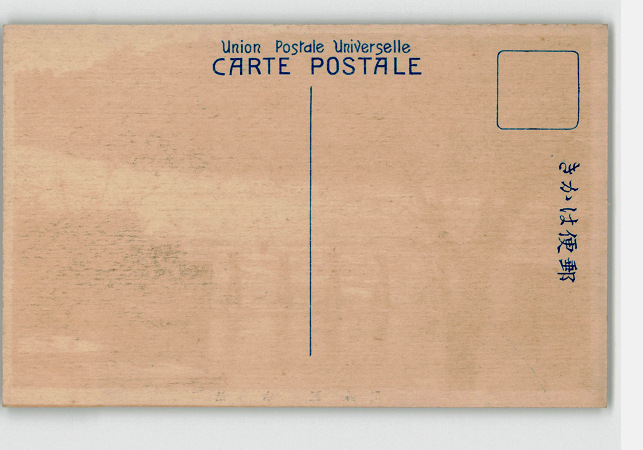 Union Postale Universelle
CARTE POSTALE
きかは便郵